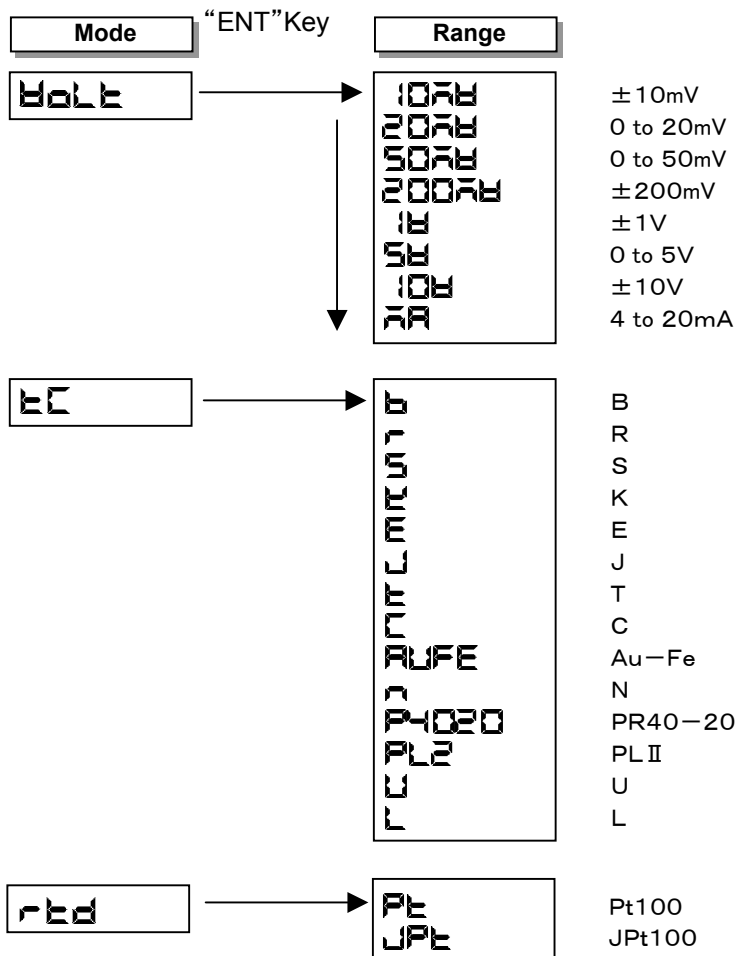 Mode "ENT"Key Range
VoLt 10mV ±10mV
20mV 0 to 20mV
50mV 0 to 50mV
200mV ±200mV
1V ±1V
5V 0 to 5V
10V ±10V
mA 4 to 20mA
tC b B
r R
S S
K K
E E
J J
t T
C C
AUFE Au-Fe
n N
P4020 PR40-20
PL2 PLⅡ
U U
L L
rtd Pt Pt100
JPt JPt100